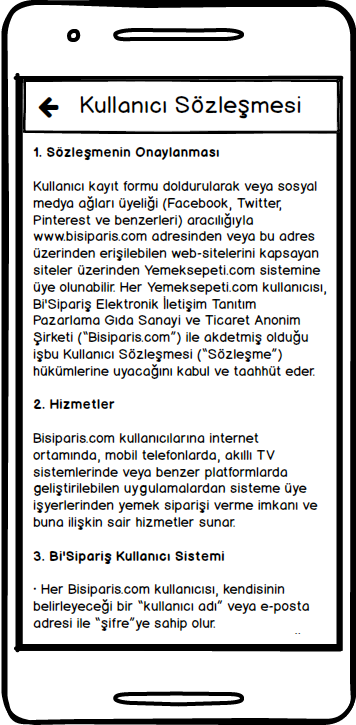 Kullanıcı Sözleşmesi
1. Sözleşmenin Onaylanması
Kullanıcı kayıt formu doldurularak veya sosyal
medya ağları üyeliği (Facebook, Twitter,
Pinterest ve benzerleri) aracılığıyla
www.bisiparis.com adresinden veya bu adres
üzerinden erişilebilen web-sitelerini kapsayan
siteler üzerinden Yemeksepeti.com sistemine
üye olunabilir. Her Yemeksepeti.com kullanıcısı,
Bi'Sipariş Elektronik İletişim Tanıtım
Pazarlama Gıda Sanayi ve Ticaret Anonim
Şirketi ("Bisiparis.com") ile akdetmiş olduğu
işbu Kullanıcı Sözleşmesi ("Sözleşme")
hükümlerine uyacağını kabul ve taahhüt eder.
2. Hizmetler
Bisiparis.com kullanıcılarına internet
ortamında, mobil telefonlarda, akıllı TV
sistemlerinde veya benzer platformlarda
geliştirilebilen uygulamalardan sisteme üye
işyerlerinden yemek siparişi verme imkanı ve
buna ilişkin sair hizmetler sunar.
3. Bi'Sipariş Kullanıcı Sistemi
· Her Bisiparis.com kullanıcısı, kendisinin
belirleyeceği bir "kullanıcı adı" veya e-posta
adresi ile "şifre"ye sahip olur.